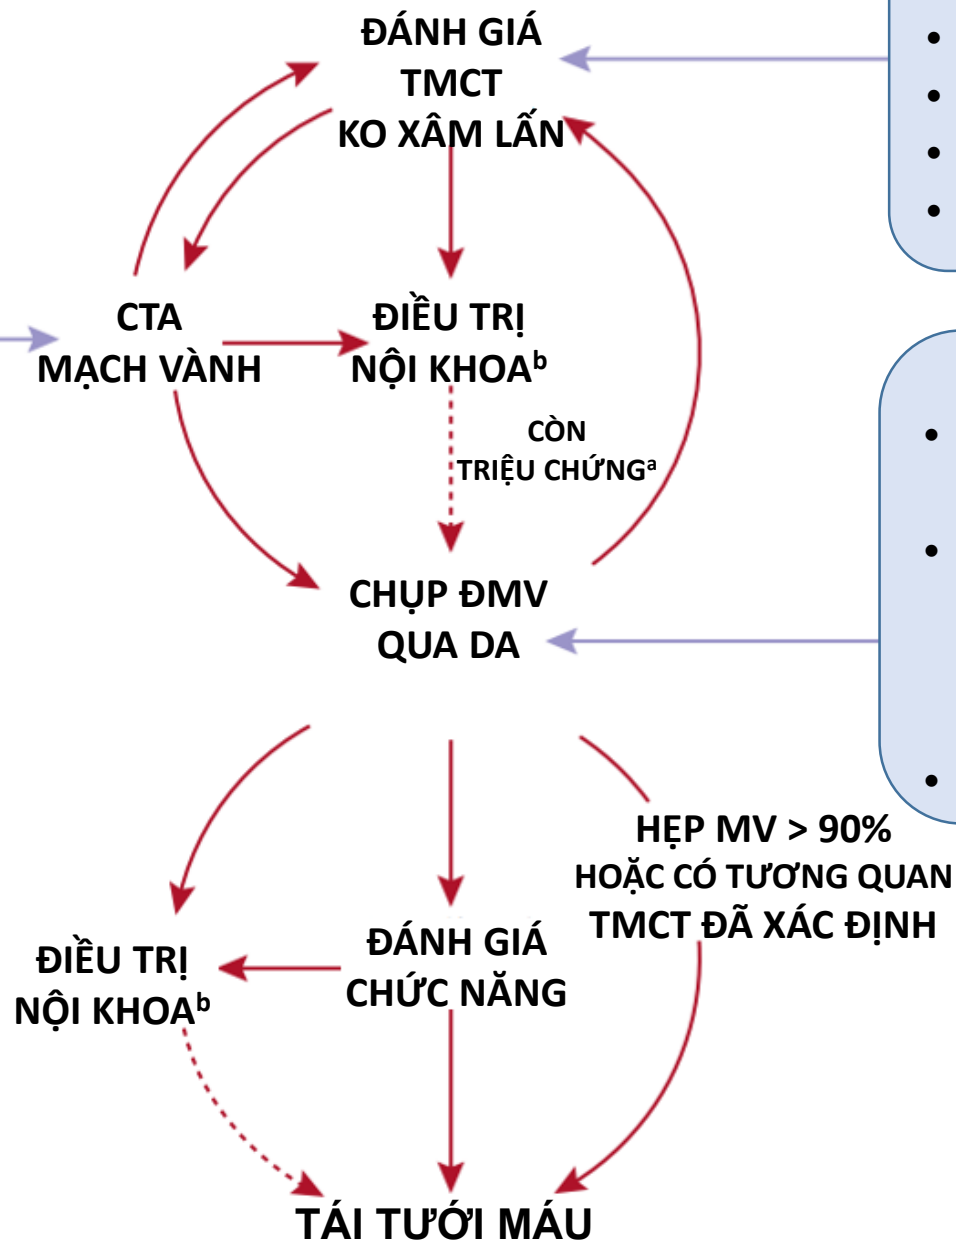 ĐÁNH GIÁ
TMCT
KO XÂM LẤN
CTA
MẠCH VÀNH
ĐIỀU TRỊ
NỘI KHOAᵇ
CÒN
TRIỆU CHỨNGᵃ
CHỤP ĐMV
QUA DA
HẸP MV > 90%
HOẶC CÓ TƯƠNG QUAN
TMCT ĐÃ XÁC ĐỊNH
ĐIỀU TRỊ
NỘI KHOAᵇ
ĐÁNH GIÁ
CHỨC NĂNG
TÁI TƯỚI MÁU